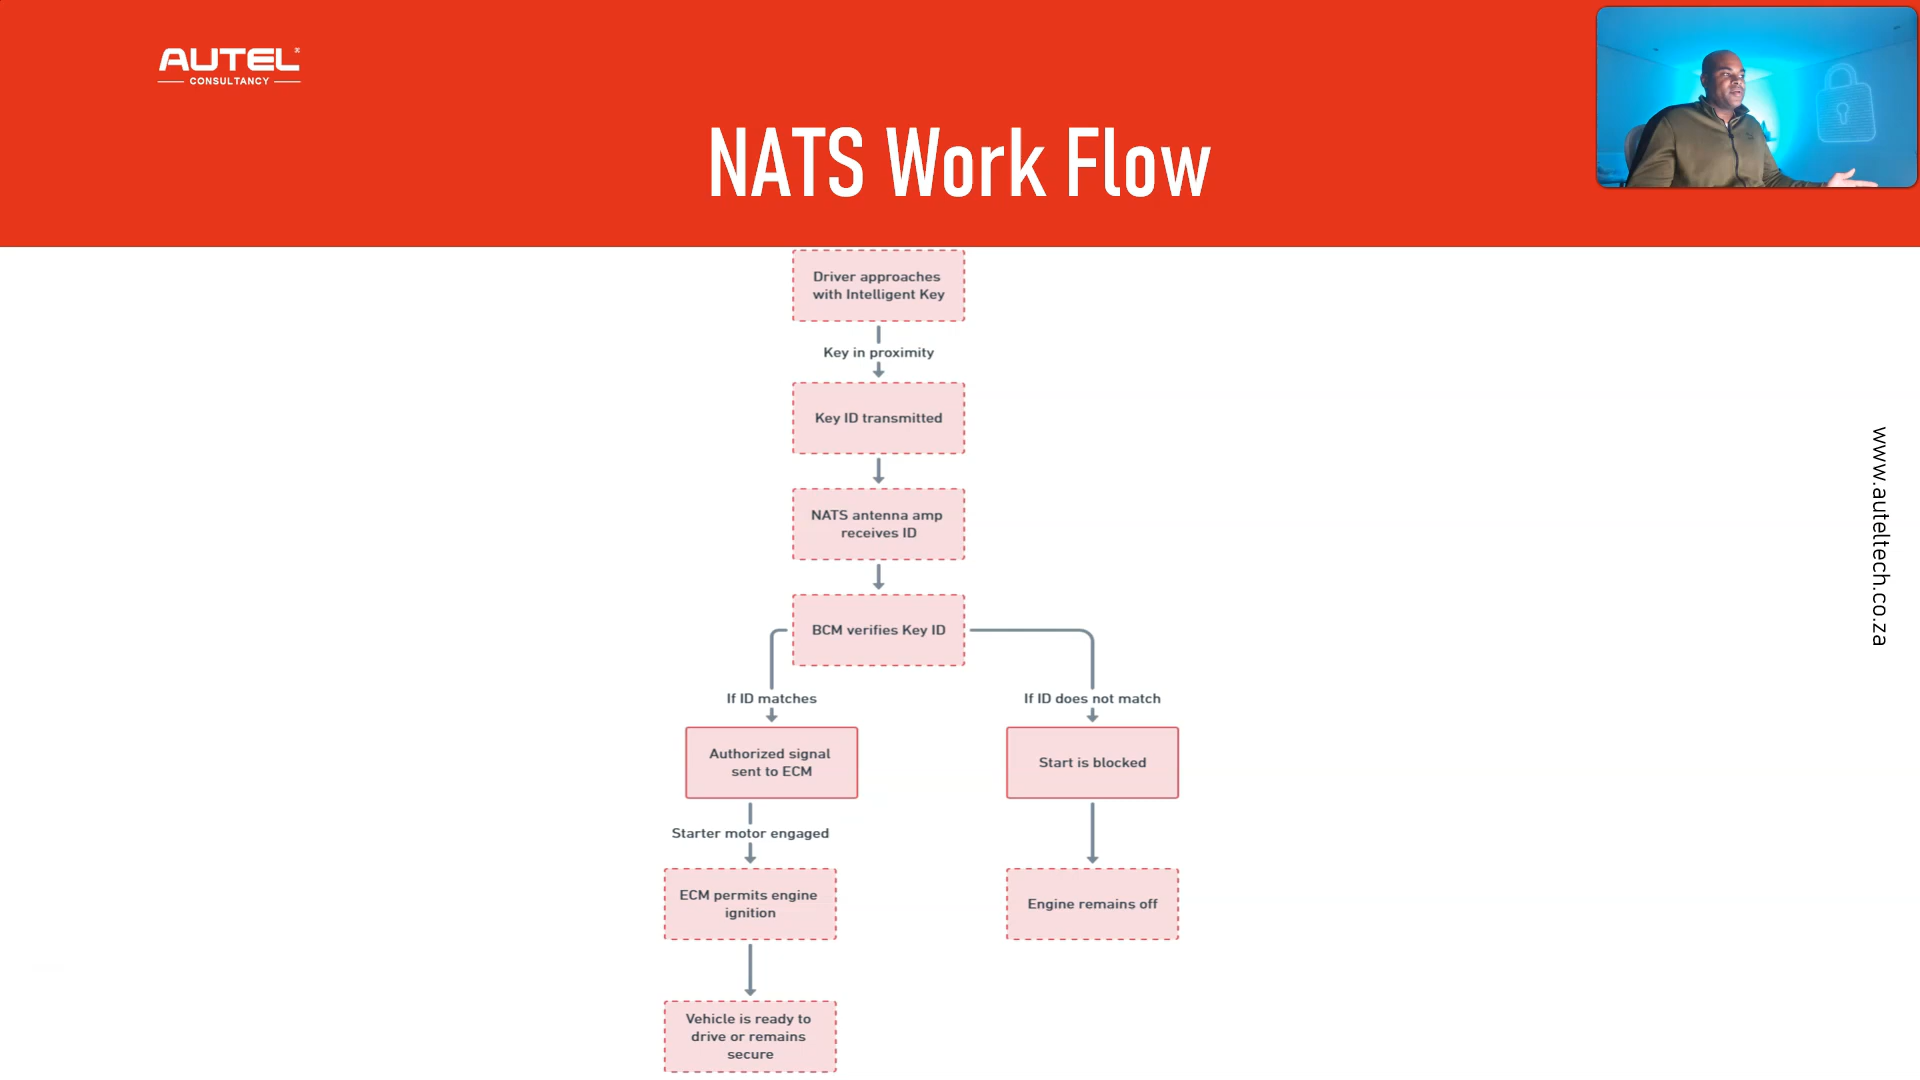 AUTEL
CONSULTANCY
NATS Work Flow
Driver approaches
with Intelligent Key
Key in proximity
Key ID transmitted
NATS antenna amp
receives ID
BCM verifies Key ID
If ID matches
If ID does not match
Authorized signal
sent to ECM
Start is blocked
Starter motor engaged
ECM permits engine
ignition
Engine remains off
Vehicle is ready to
drive or remains
secure
www.auteltech.co.za